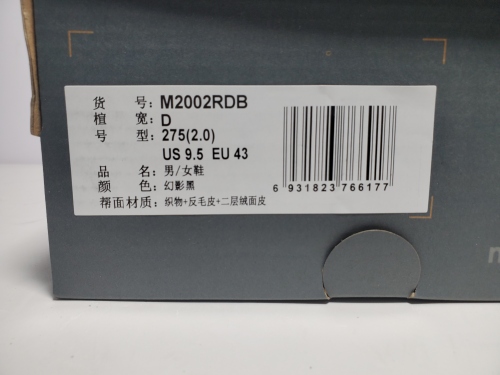 货 号: M2002RDB
楦 宽: D
号 型: 275(2.0)
US 9.5 EU 43
品 名: 男/女鞋
颜 色: 幻影黑
帮面材质: 织物+反毛皮+二层绒面皮
6 931823 766177